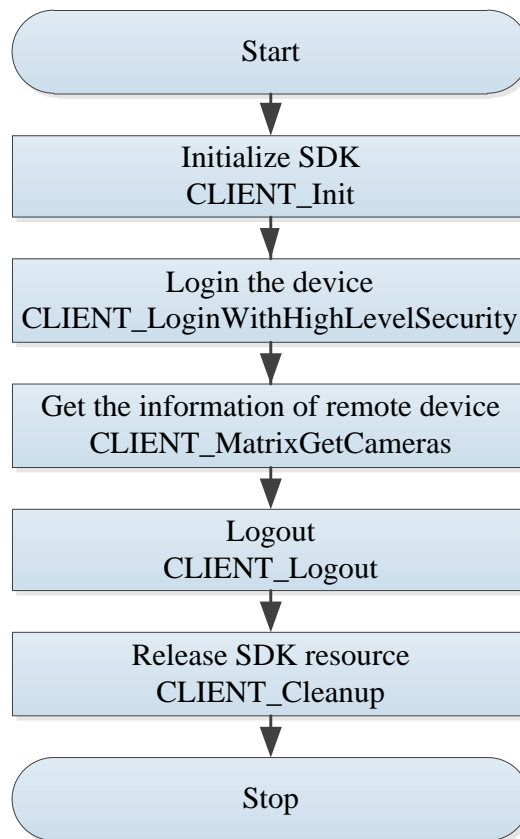 Start
Initialize SDK
CLIENT_Init
Login the device
CLIENT_LoginWithHighLevelSecurity
Get the information of remote device
CLIENT_MatrixGetCameras
Logout
CLIENT_Logout
Release SDK resource
CLIENT_Cleanup
Stop